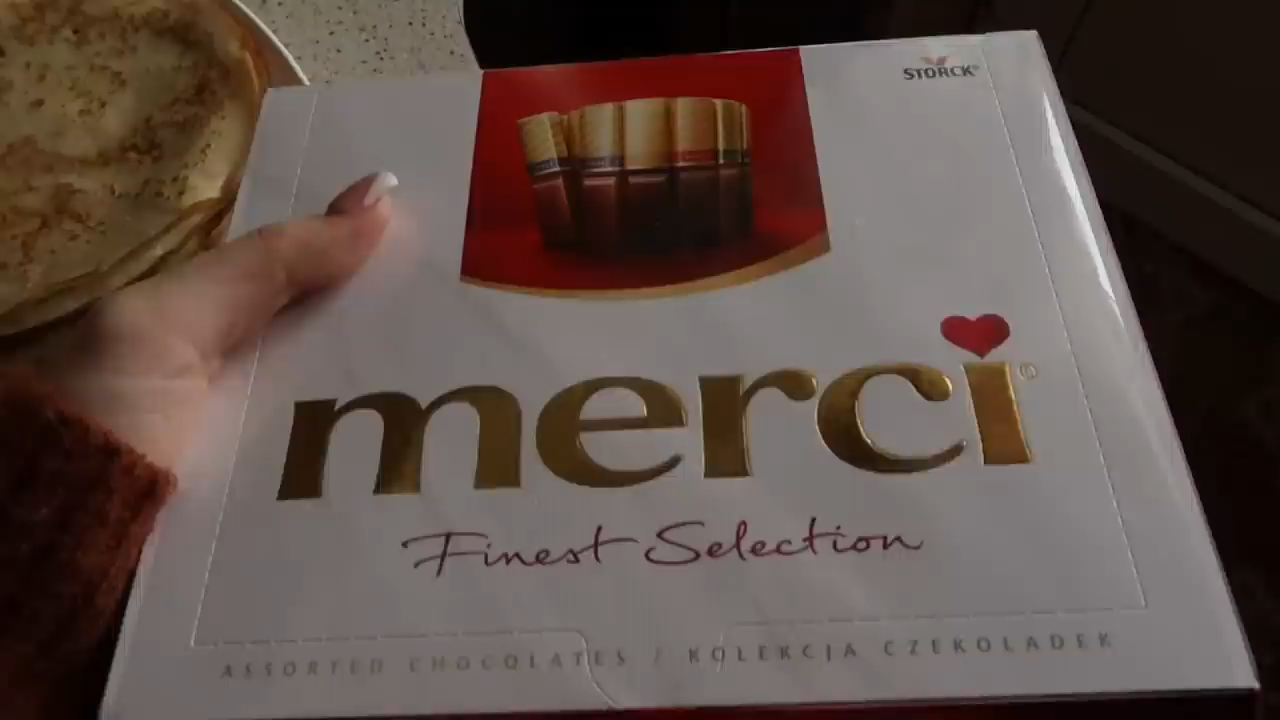 STORCK®
merci®
Finest Selection
ASSORTED CHOCOLATES / KOLEKCJA CZEKOLADEK